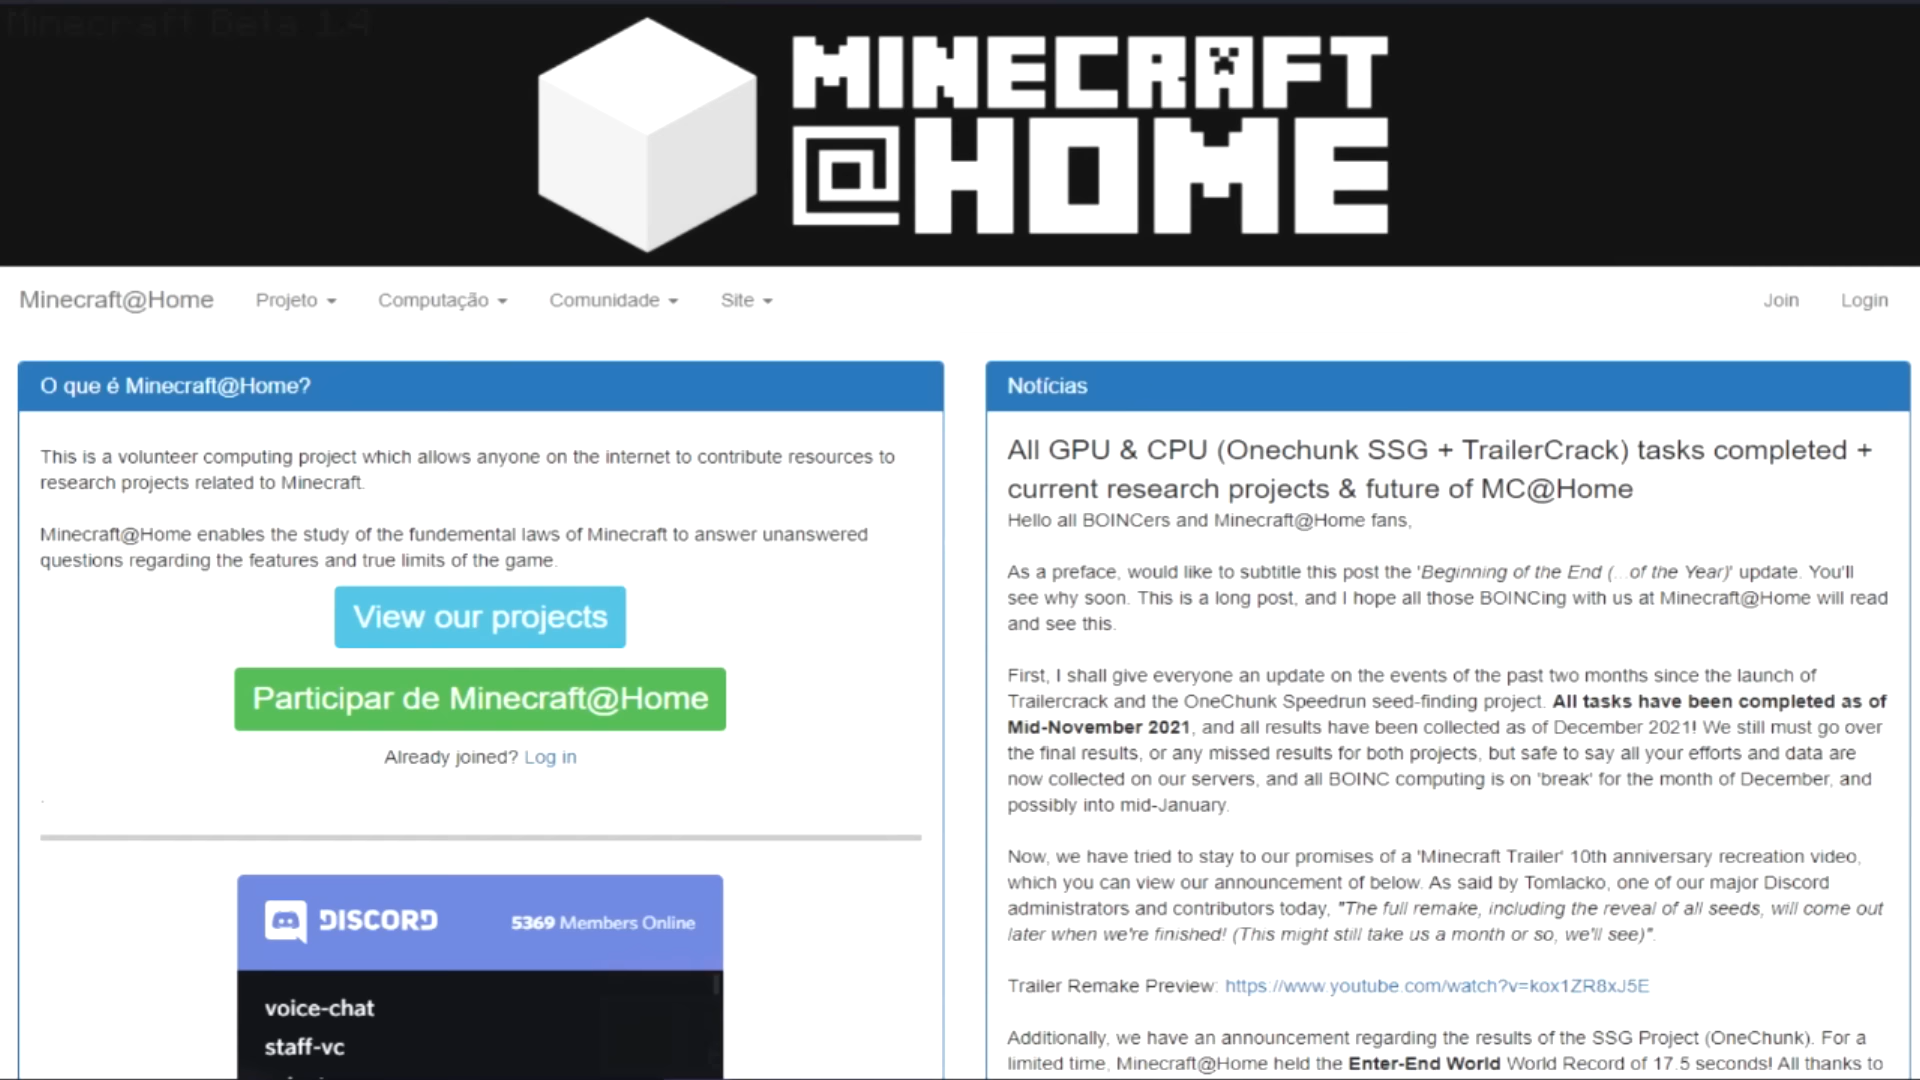 Minecraft Beta 1.4
MINECRAFT
@HOME
Minecraft@Home Projeto Computação Comunidade Site Join Login
O que é Minecraft@Home?
This is a volunteer computing project which allows anyone on the internet to contribute resources to
research projects related to Minecraft.
Minecraft@Home enables the study of the fundemental laws of Minecraft to answer unanswered
questions regarding the features and true limits of the game.
View our projects
Participar de Minecraft@Home
Already joined? Log in
.
DISCORD 5369 Members Online
voice-chat
staff-vc
Notícias
All GPU & CPU (Onechunk SSG + TrailerCrack) tasks completed +
current research projects & future of MC@Home
Hello all BOINCers and Minecraft@Home fans,
As a preface, would like to subtitle this post the 'Beginning of the End (...of the Year)' update. You'll
see why soon. This is a long post, and I hope all those BOINCing with us at Minecraft@Home will read
and see this.
First, I shall give everyone an update on the events of the past two months since the launch of
Trailercrack and the OneChunk Speedrun seed-finding project. All tasks have been completed as of
Mid-November 2021, and all results have been collected as of December 2021! We still must go over
the final results, or any missed results for both projects, but safe to say all your efforts and data are
now collected on our servers, and all BOINC computing is on 'break' for the month of December, and
possibly into mid-January.
Now, we have tried to stay to our promises of a 'Minecraft Trailer' 10th anniversary recreation video,
which you can view our announcement of below. As said by Tomlacko, one of our major Discord
administrators and contributors today, "The full remake, including the reveal of all seeds, will come out
later when we're finished! (This might still take us a month or so, we'll see)".
Trailer Remake Preview: https://www.youtube.com/watch?v=kox1ZR8xJ5E
Additionally, we have an announcement regarding the results of the SSG Project (OneChunk). For a
limited time, Minecraft@Home held the Enter-End World World Record of 17.5 seconds! All thanks to